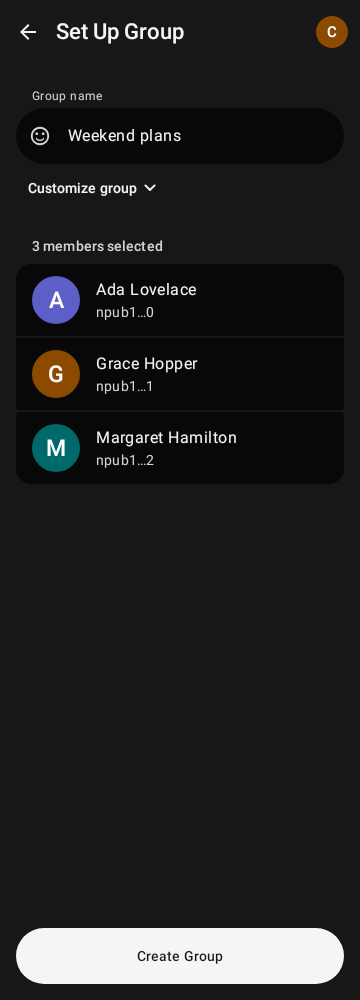 Set Up Group
C
Group name
Weekend plans
Customize group
3 members selected
A
Ada Lovelace
npub1…0
G
Grace Hopper
npub1…1
M
Margaret Hamilton
npub1…2
Create Group